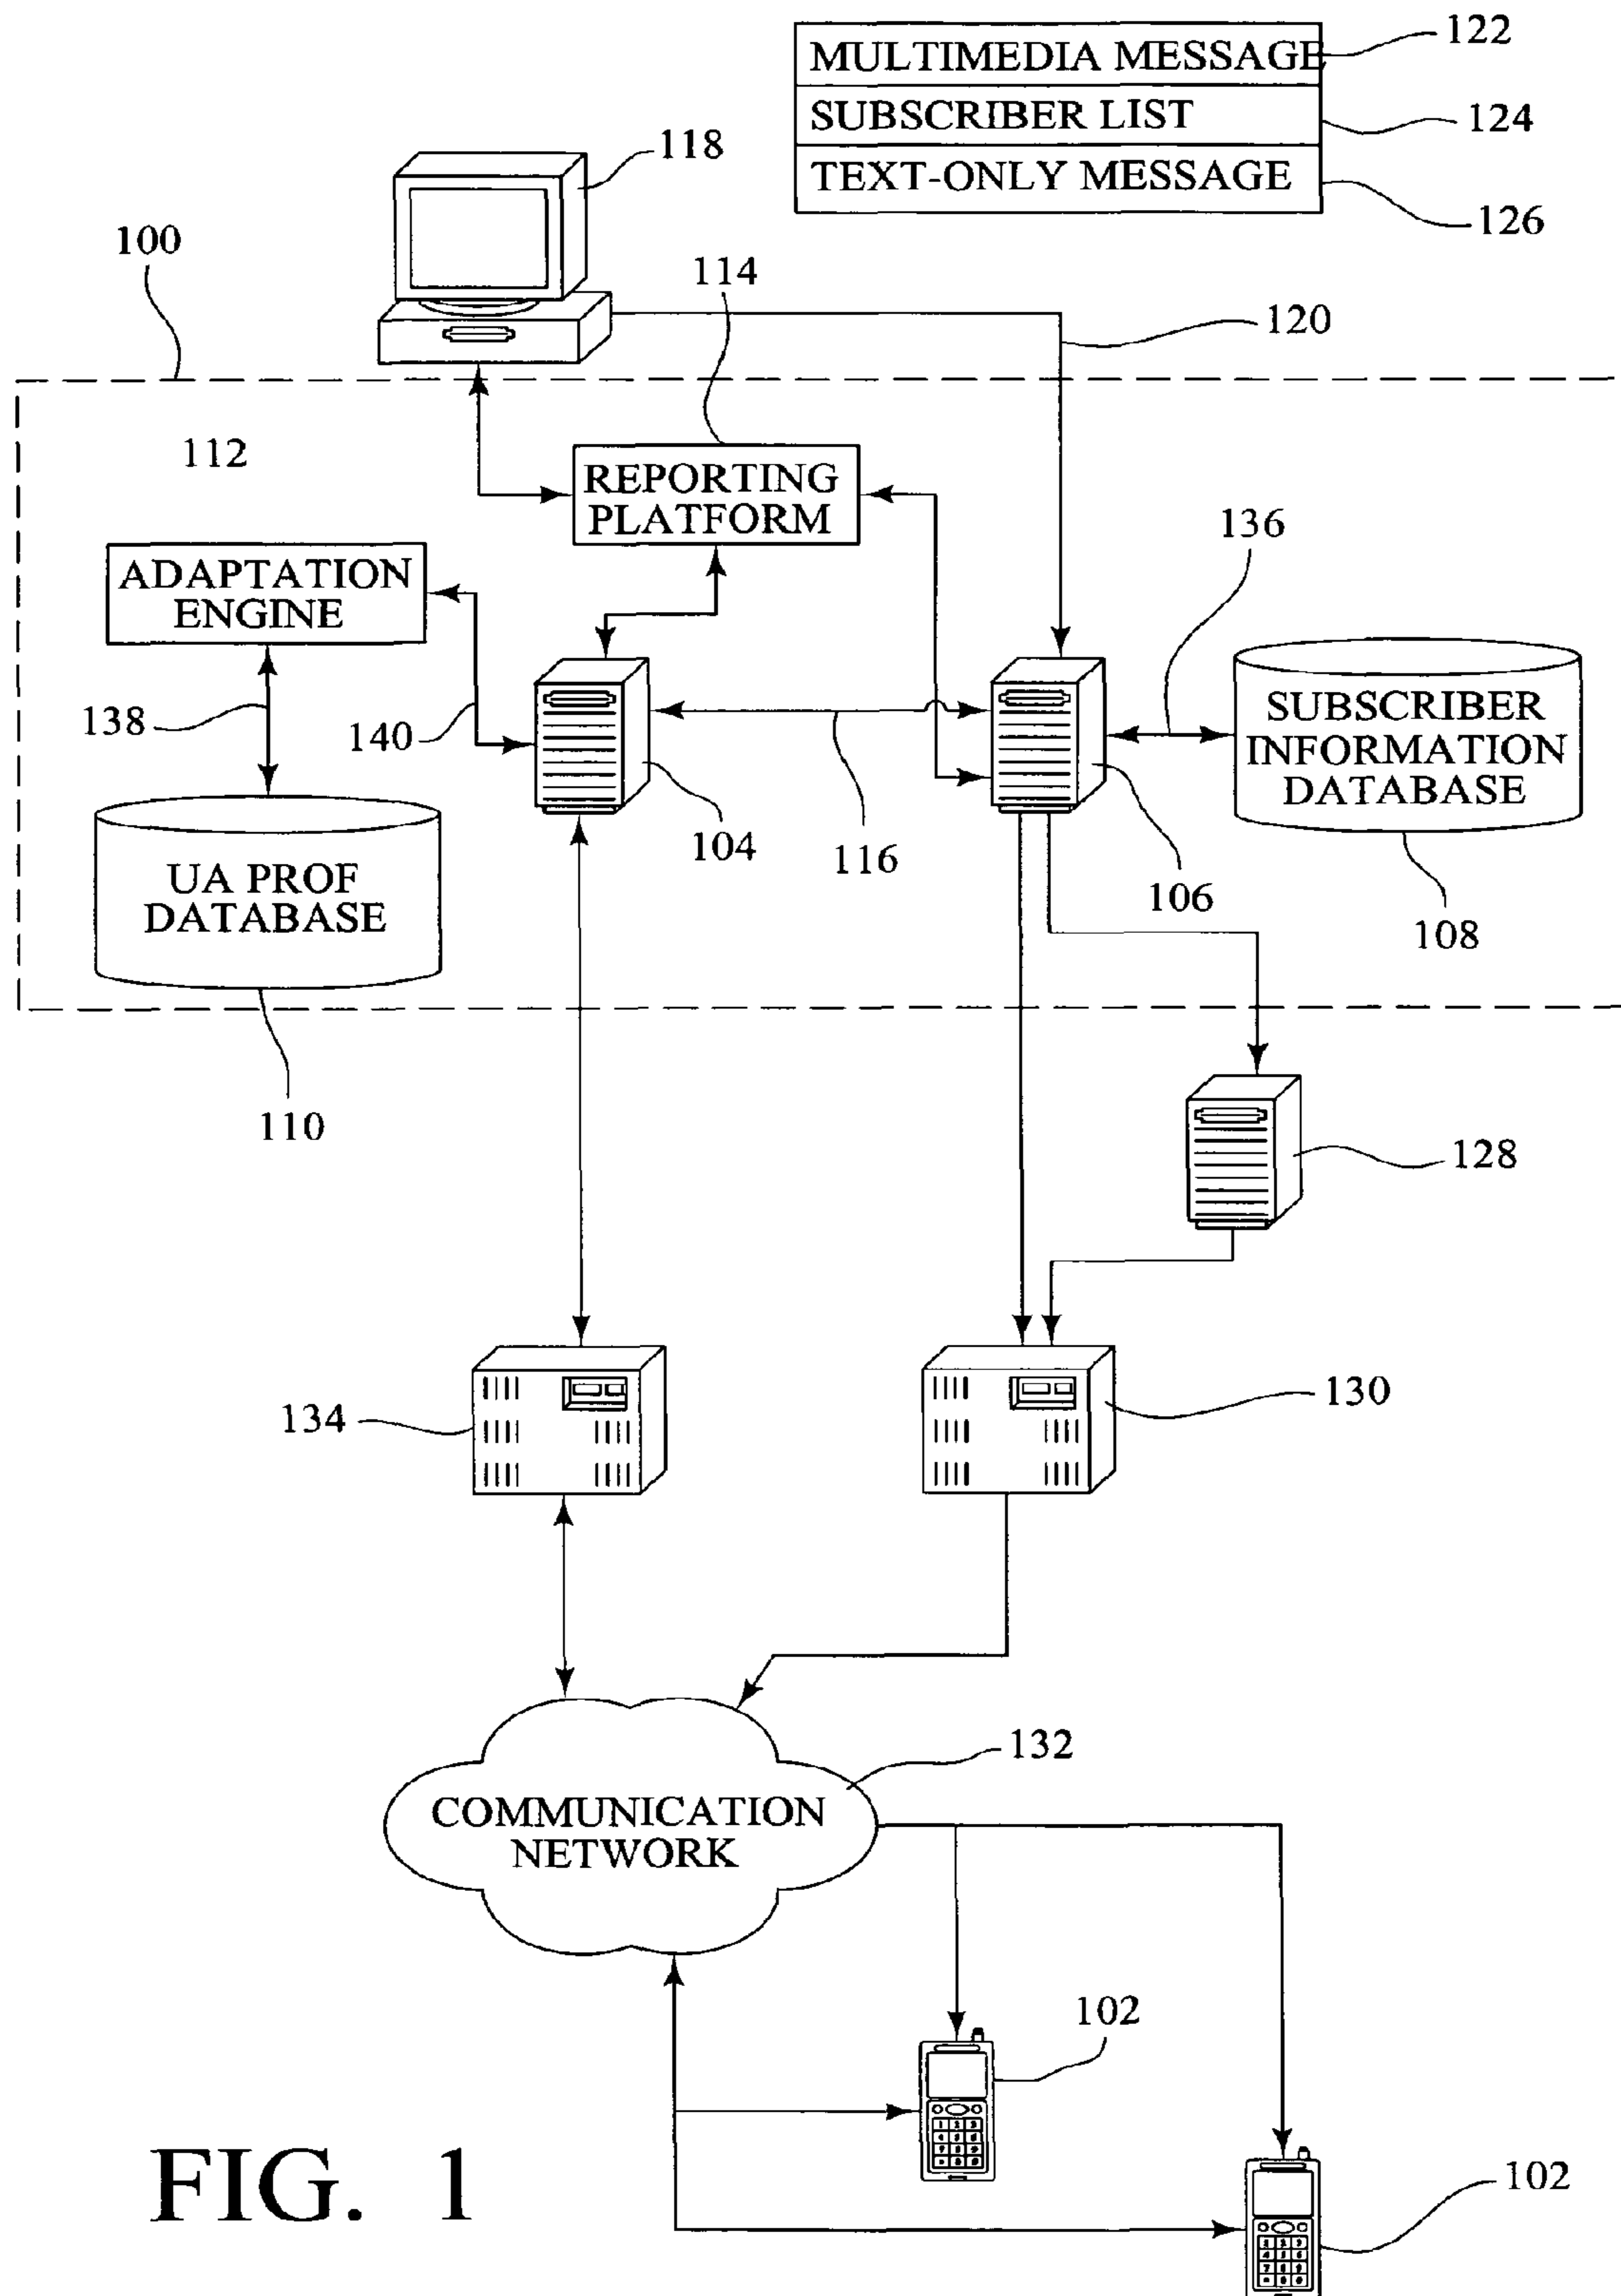 MULTIMEDIA MESSAGE
122
SUBSCRIBER LIST
124
TEXT-ONLY MESSAGE
126
118
100
114
120
112
REPORTING
PLATFORM
136
ADAPTATION
ENGINE
138
140
SUBSCRIBER
INFORMATION
DATABASE
104
116
106
108
UA PROF
DATABASE
110
128
134
130
132
COMMUNICATION
NETWORK
102
102
FIG. 1